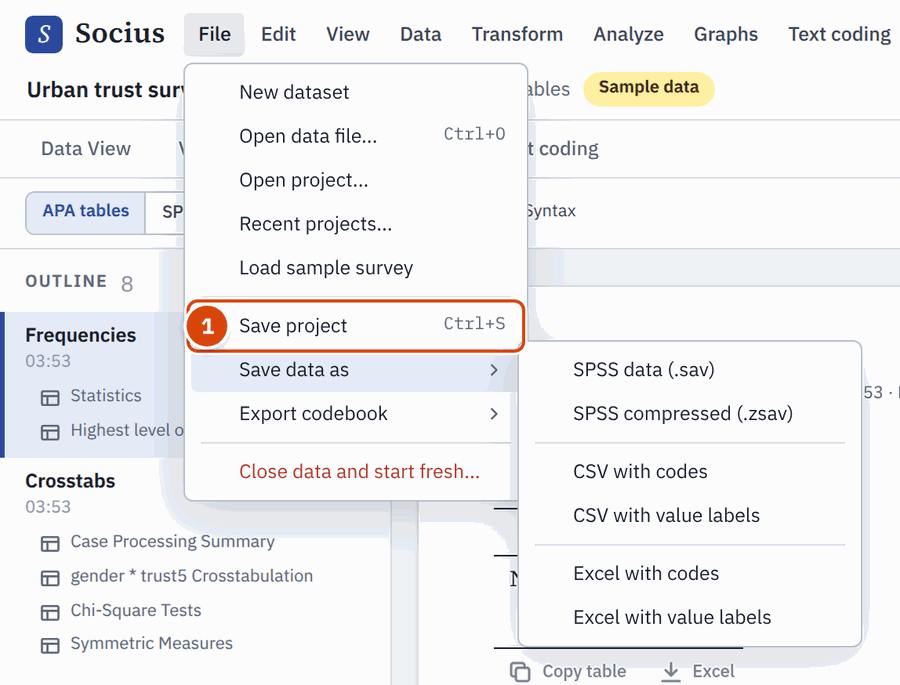 S Socius File Edit View Data Transform Analyze Graphs Text coding
Urban trust ables Sample data
Data View coding
APA tables SP Syntax
OUTLINE 8
Frequencies
03:53
Statistics
Highest level
Crosstabs
03:53
Case Processing Summary
gender * trust5 Crosstabulation
Chi-Square Tests
Symmetric Measures
New dataset
Open data file... Ctrl+O
Open project...
Recent projects...
Load sample survey
1 Save project Ctrl+S
Save data as
Export codebook
Close data and start fresh...
SPSS data (.sav)
SPSS compressed (.zsav)
CSV with codes
CSV with value labels
Excel with codes
Excel with value labels
53 ·
Copy table Excel